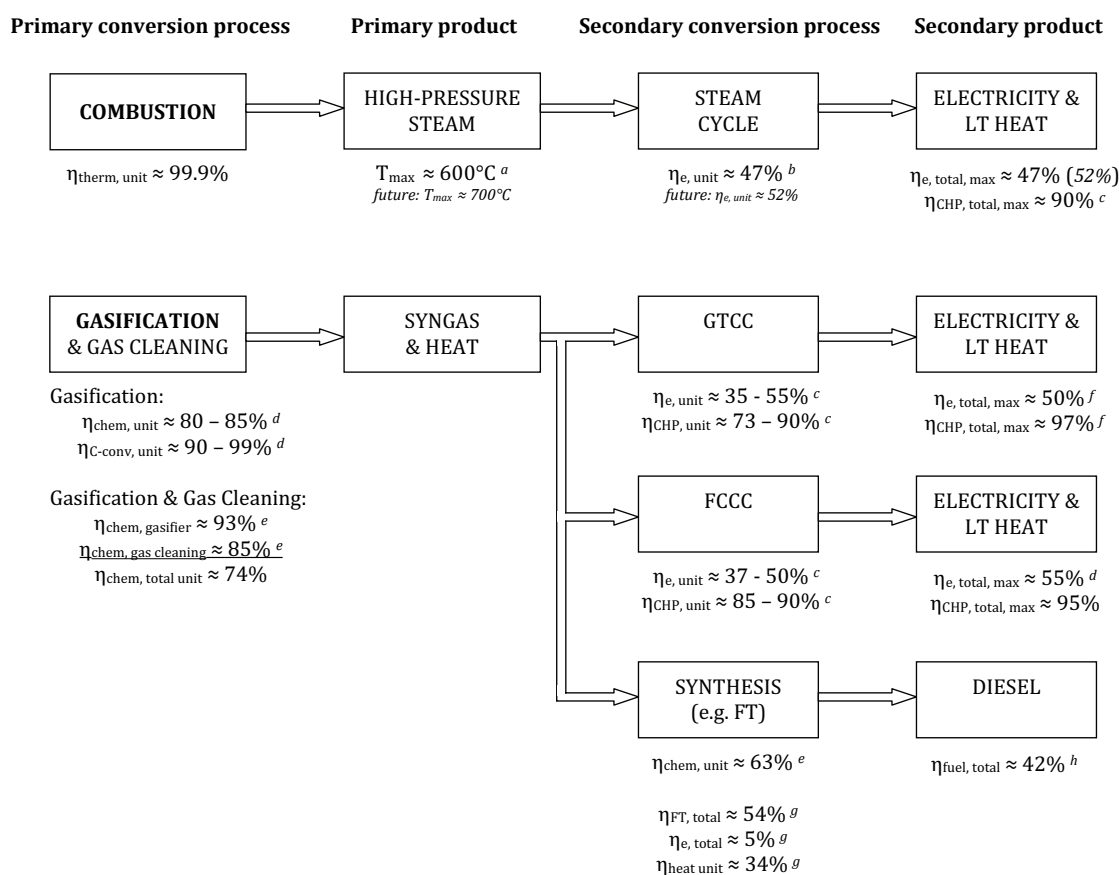 Primary conversion process
Primary product
Secondary conversion process
Secondary product
COMBUSTION
HIGH-PRESSURE
STEAM
STEAM
CYCLE
ELECTRICITY &
LT HEAT
ηtherm, unit ≈ 99.9%
Tmax ≈ 600°C a
future: Tmax ≈ 700°C
ηe, unit ≈ 47% b
future: ηe, unit ≈ 52%
ηe, total, max ≈ 47% (52%)
ηCHP, total, max ≈ 90% c
GASIFICATION
& GAS CLEANING
SYNGAS
& HEAT
GTCC
ELECTRICITY &
LT HEAT
Gasification:
ηchem, unit ≈ 80 – 85% d
ηC-conv, unit ≈ 90 – 99% d
ηe, unit ≈ 35 - 55% c
ηCHP, unit ≈ 73 – 90% c
ηe, total, max ≈ 50% f
ηCHP, total, max ≈ 97% f
Gasification & Gas Cleaning:
ηchem, gasifier ≈ 93% e
ηchem, gas cleaning ≈ 85% e
ηchem, total unit ≈ 74%
FCCC
ELECTRICITY &
LT HEAT
ηe, unit ≈ 37 - 50% c
ηCHP, unit ≈ 85 – 90% c
ηe, total, max ≈ 55% d
ηCHP, total, max ≈ 95%
SYNTHESIS
(e.g. FT)
DIESEL
ηchem, unit ≈ 63% e
ηfuel, total ≈ 42% h
ηFT, total ≈ 54% g
ηe, total ≈ 5% g
ηheat unit ≈ 34% g